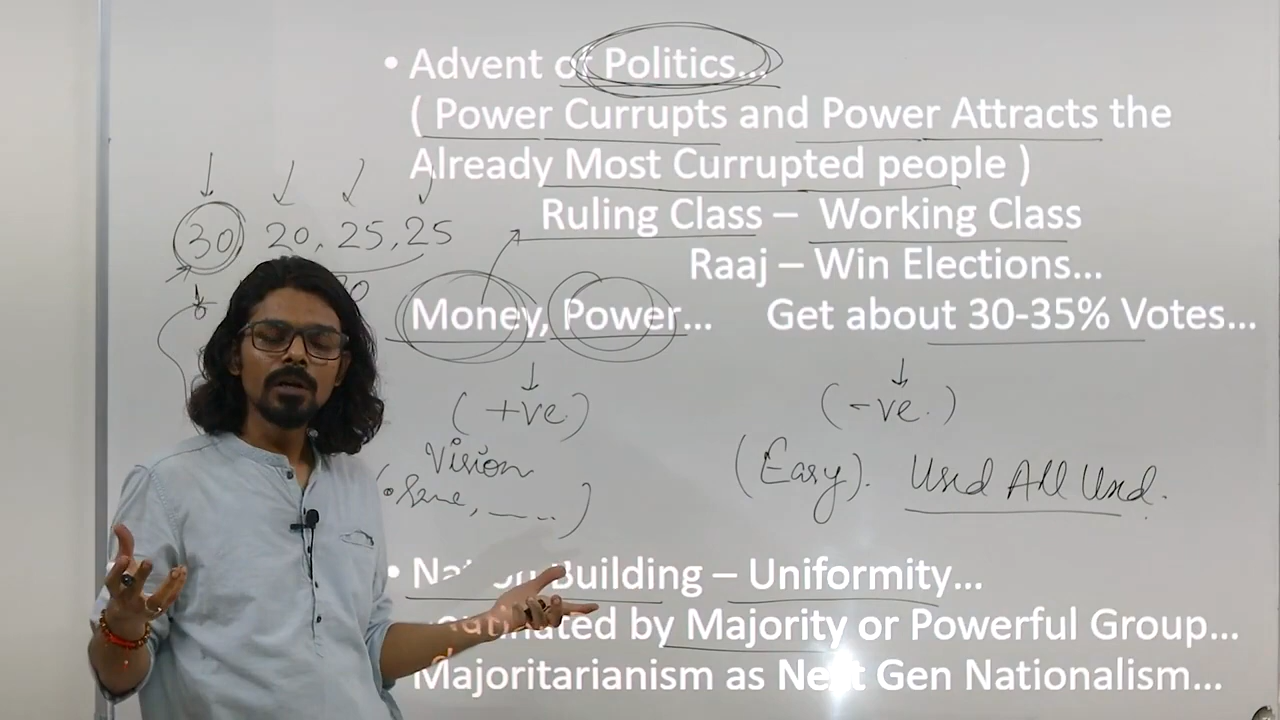 • Advent of Politics...
( Power Currupts and Power Attracts the
Already Most Currupted people )
30 20, 25, 25
Ruling Class – Working Class
Raaj – Win Elections...
Money, Power... Get about 30-35% Votes...
(+ve.) (-ve.)
Vision
(Easy). Used All Used.
• Nation Building – Uniformity...
by Majority or Powerful Group...
Majoritarianism as Next Gen Nationalism...